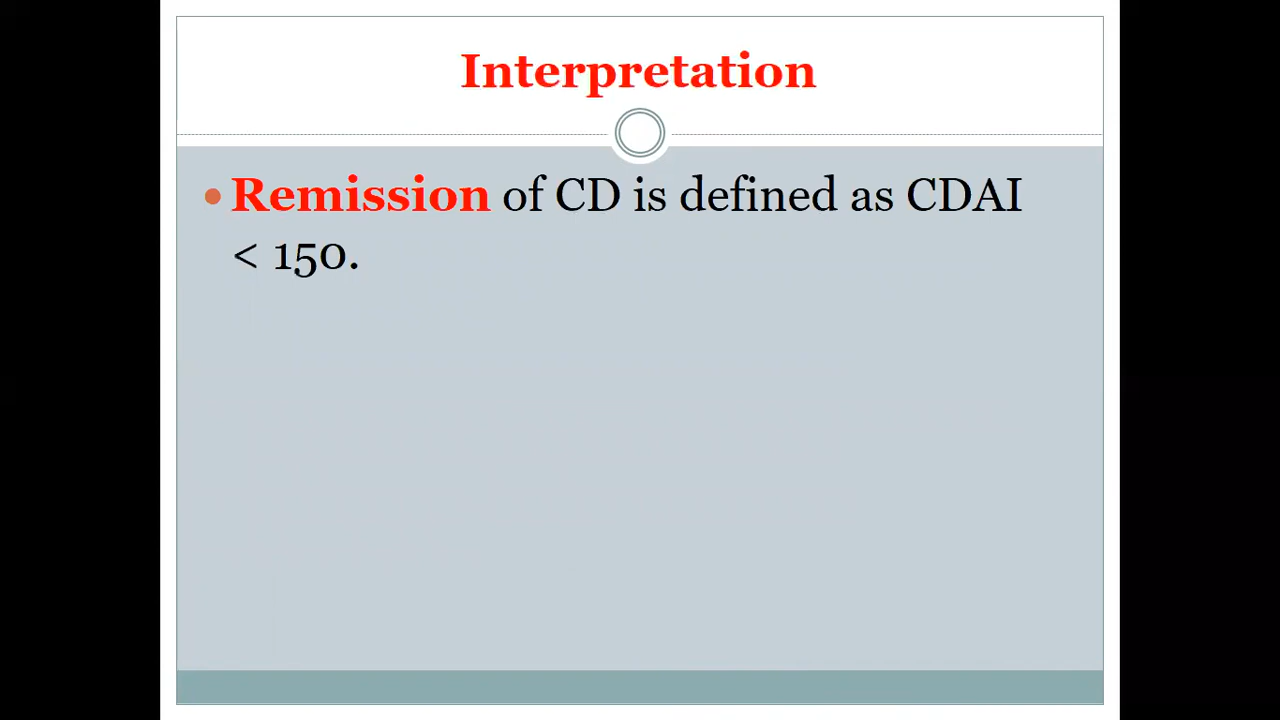 Interpretation
Remission of CD is defined as CDAI
< 150.